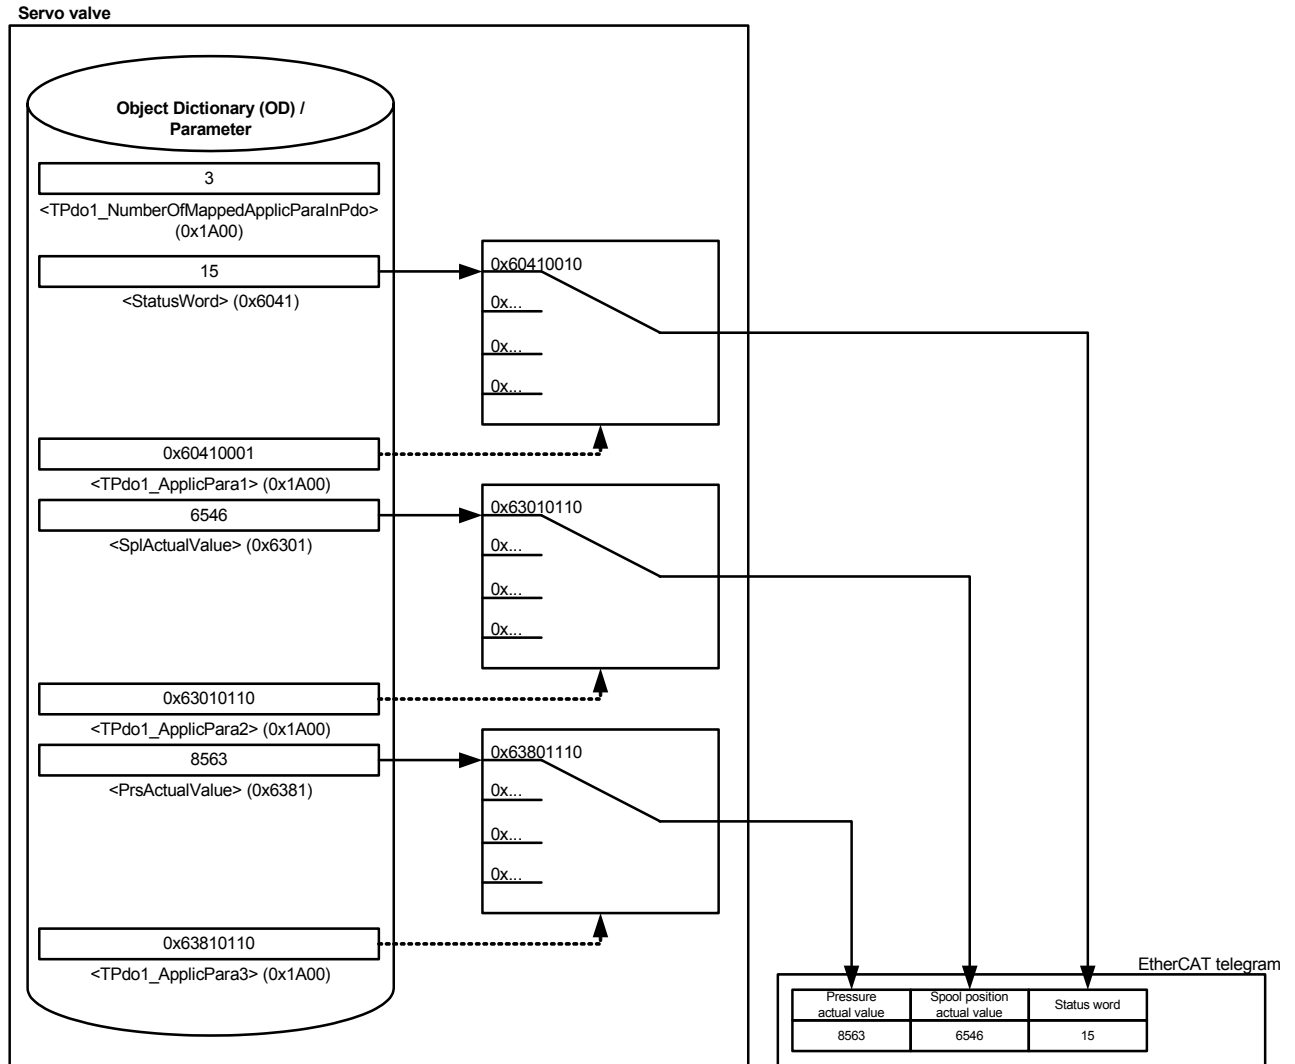 Servo valve
Object Dictionary (OD) /
Parameter
3
<TPdo1_NumberOfMappedApplicParaInPdo>
(0x1A00)
15
<StatusWord> (0x6041)
0x60410010
0x...
0x...
0x...
0x60410001
<TPdo1_ApplicPara1> (0x1A00)
6546
<SplActualValue> (0x6301)
0x63010110
0x...
0x...
0x...
0x63010110
<TPdo1_ApplicPara2> (0x1A00)
8563
<PrsActualValue> (0x6381)
0x63801110
0x...
0x...
0x...
0x63810110
<TPdo1_ApplicPara3> (0x1A00)
EtherCAT telegram
Pressure
actual value
Spool position
actual value
Status word
8563
6546
15